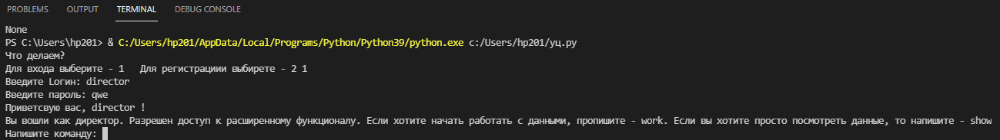 PROBLEMS OUTPUT TERMINAL DEBUG CONSOLE
None
PS C:\Users\hp201> & C:/Users/hp201/AppData/Local/Programs/Python/Python39/python.exe c:/Users/hp201/уц.py
Что делаем?
Для входа выберите - 1   Для регистрациии выбирете - 2 1
Введите Логин: director
Введите пароль: qwe
Приветсвую вас, director !
Вы вошли как директор. Разрешен доступ к расширенному функционалу. Если хотите начать работать с данными, пропишите - work. Если вы хотите просто посмотреть данные, то напишите - show
Напишите команду: